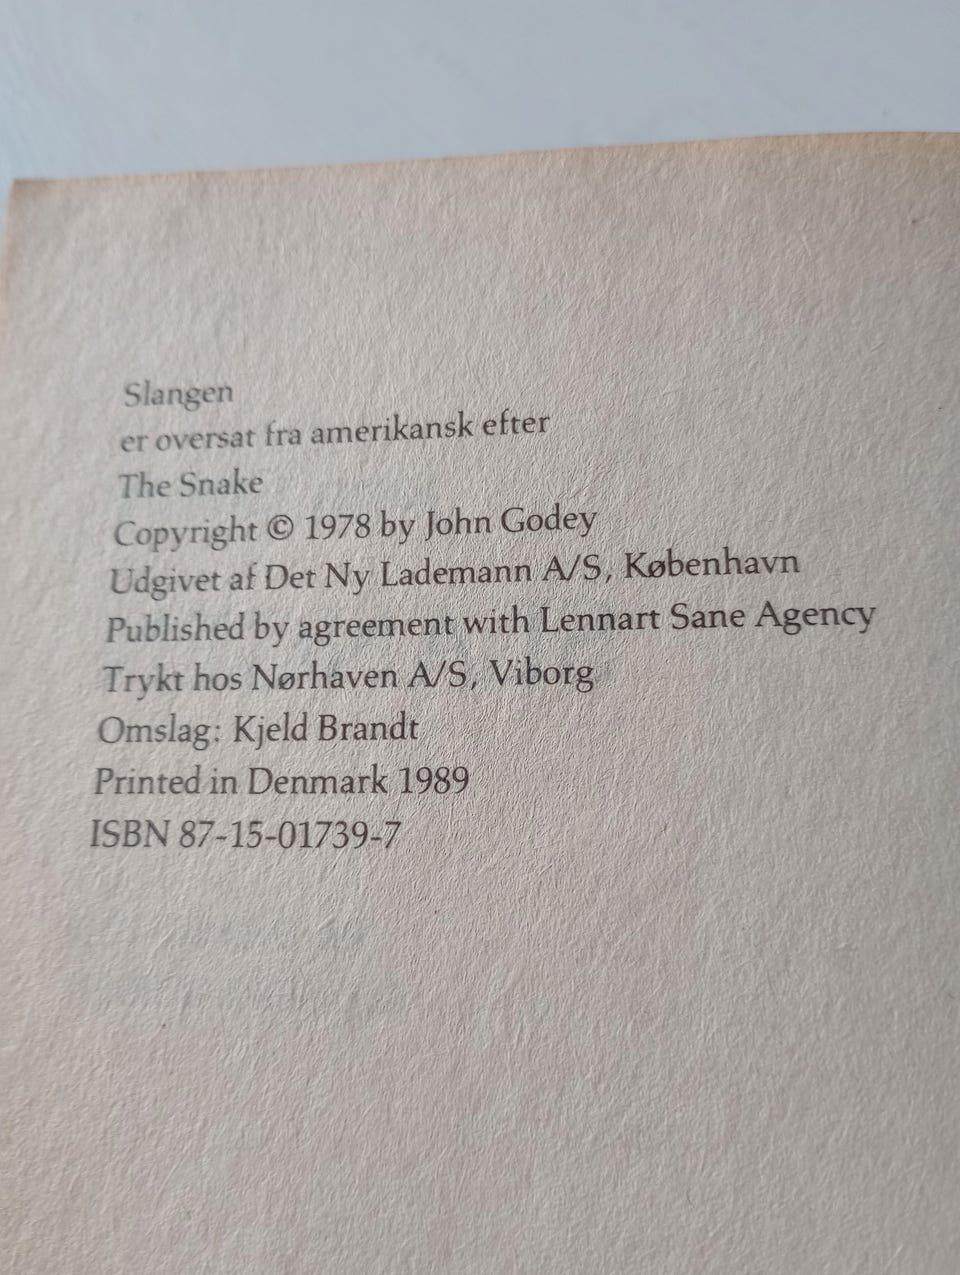 Slangen
er oversat fra amerikansk efter
The Snake
Copyright © 1978 by John Godey
Udgivet af Det Ny Lademann A/S, København
Published by agreement with Lennart Sane Agency
Trykt hos Nørhaven A/S, Viborg
Omslag: Kjeld Brandt
Printed in Denmark 1989
ISBN 87-15-01739-7